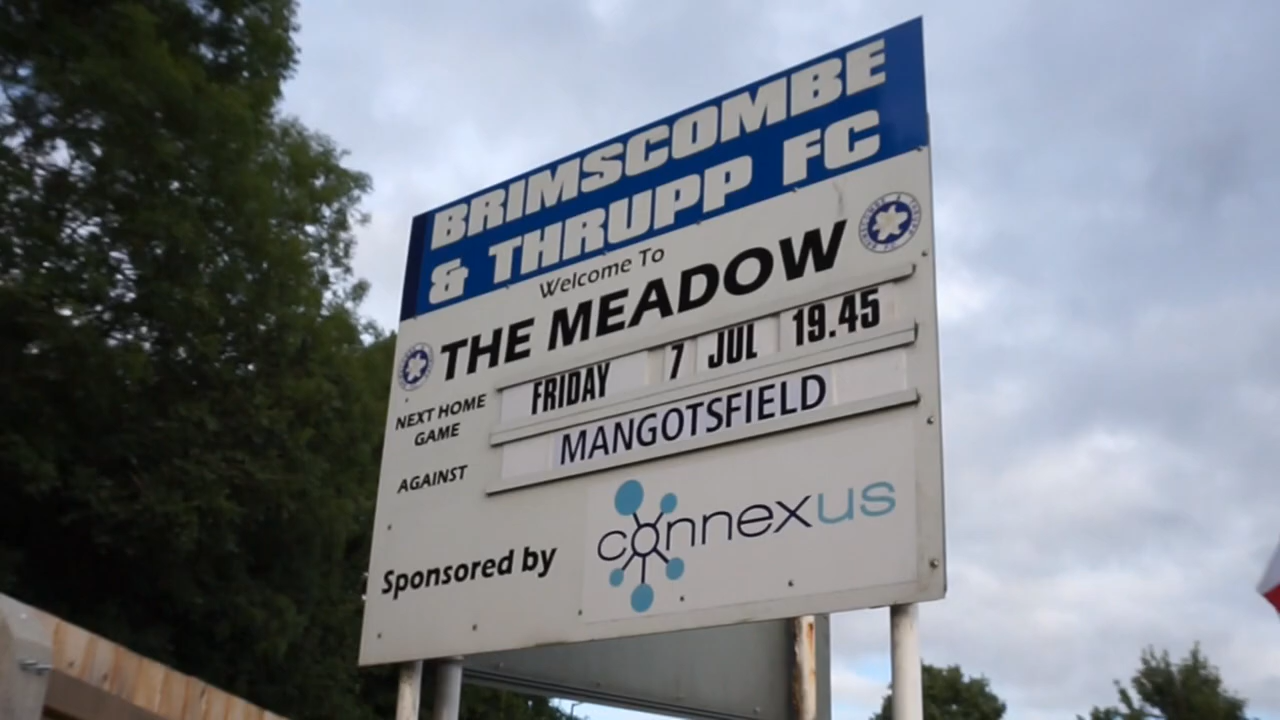 BRIMSCOMBE
& THRUPP FC
Welcome To
THE MEADOW
NEXT HOME
GAME
FRIDAY 7 JUL 19.45
AGAINST
MANGOTSFIELD
Sponsored by
connexus